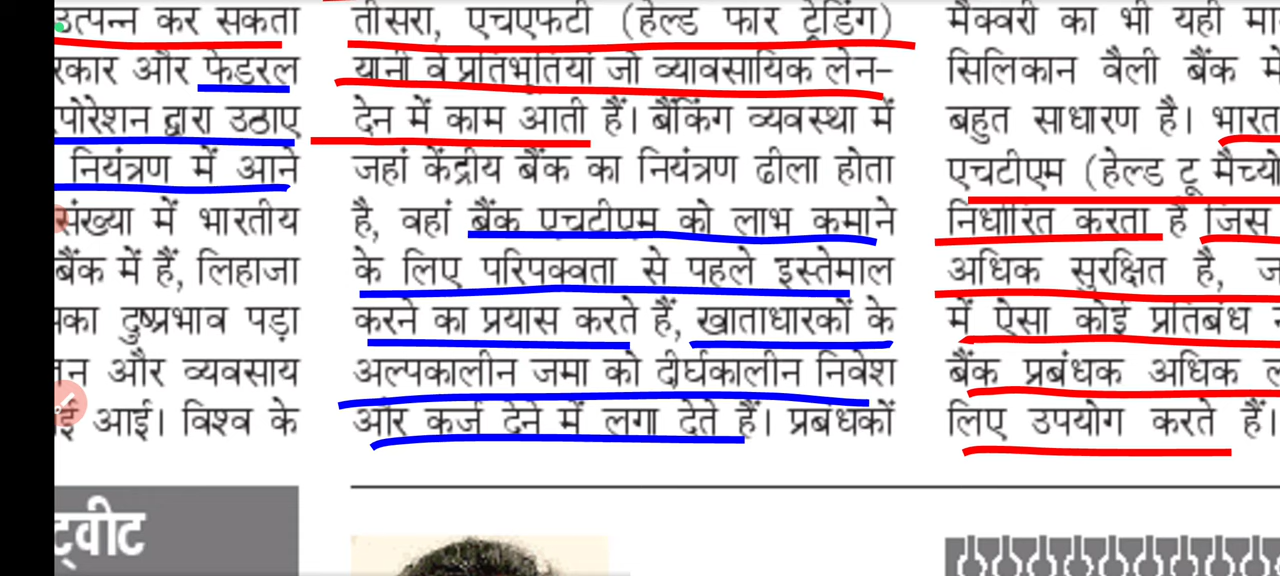 उत्पन्न कर सकता
और फेडरल
द्वारा उठाए
नियंत्रण में आने
संख्या में भारतीय
बैंक में हैं, लिहाजा
दुष्प्रभाव पड़ा
और व्यवसाय
आई। विश्व के
ट्वीट
तीसरा, एचएफटी (हेल्ड फार ट्रेडिंग)
यानी वे प्रतिभूतियां जो व्यावसायिक लेन-
देन में काम आती हैं। बैंकिंग व्यवस्था में
जहां केंद्रीय बैंक का नियंत्रण ढीला होता
है, वहां बैंक एचटीएम को लाभ कमाने
के लिए परिपक्वता से पहले इस्तेमाल
करने का प्रयास करते हैं, खाताधारकों के
अल्पकालीन जमा को दीर्घकालीन निवेश
और कर्ज देने में लगा देते हैं। प्रबंधकों
मैक्वरी का भी यही
सिलिकान वैली बैंक
बहुत साधारण है। भारत
एचटीएम (हेल्ड टू
निर्धारित करता है जिस
अधिक सुरक्षित है,
में ऐसा कोई प्रतिबंध
बैंक प्रबंधक अधिक
लिए उपयोग करते हैं।